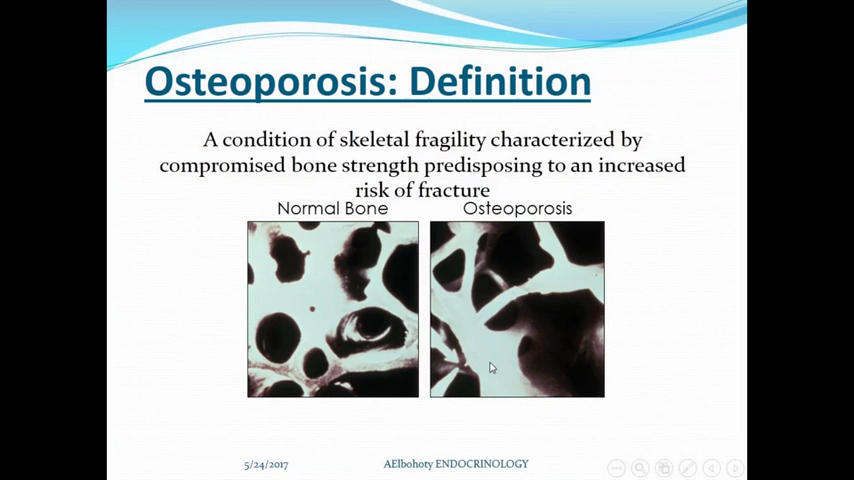 Osteoporosis: Definition
A condition of skeletal fragility characterized by
compromised bone strength predisposing to an increased
risk of fracture
Normal Bone Osteoporosis
5/24/2017 AElbohoty ENDOCRINOLOGY